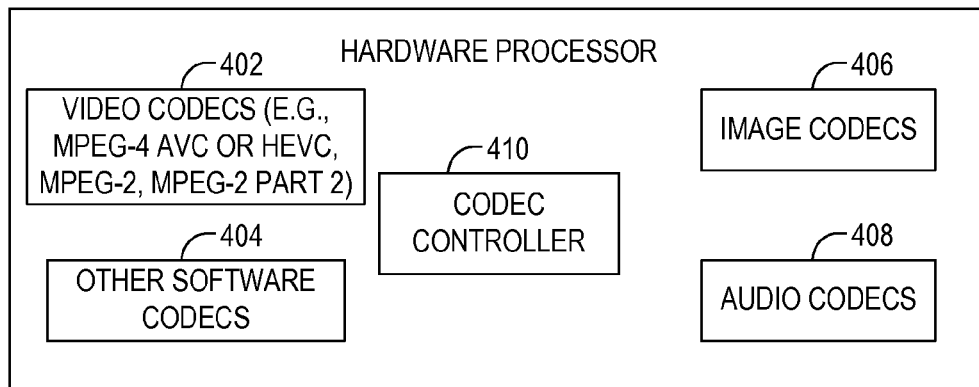 HARDWARE PROCESSOR
402
VIDEO CODECS (E.G.,
MPEG-4 AVC OR HEVC,
MPEG-2, MPEG-2 PART 2)
406
IMAGE CODECS
410
CODEC
CONTROLLER
404
OTHER SOFTWARE
CODECS
408
AUDIO CODECS